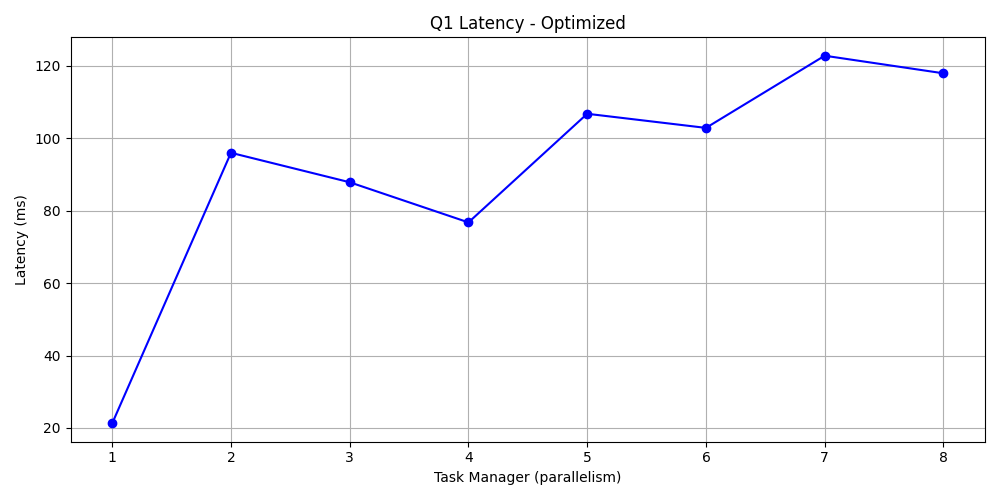 Q1 Latency - Optimized
Latency (ms)
120
100
80
60
40
20
1 2 3 4 5 6 7 8
Task Manager (parallelism)